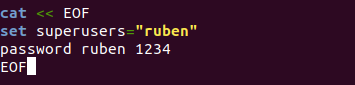 cat << EOF
set superusers="ruben"
password ruben 1234
EOF